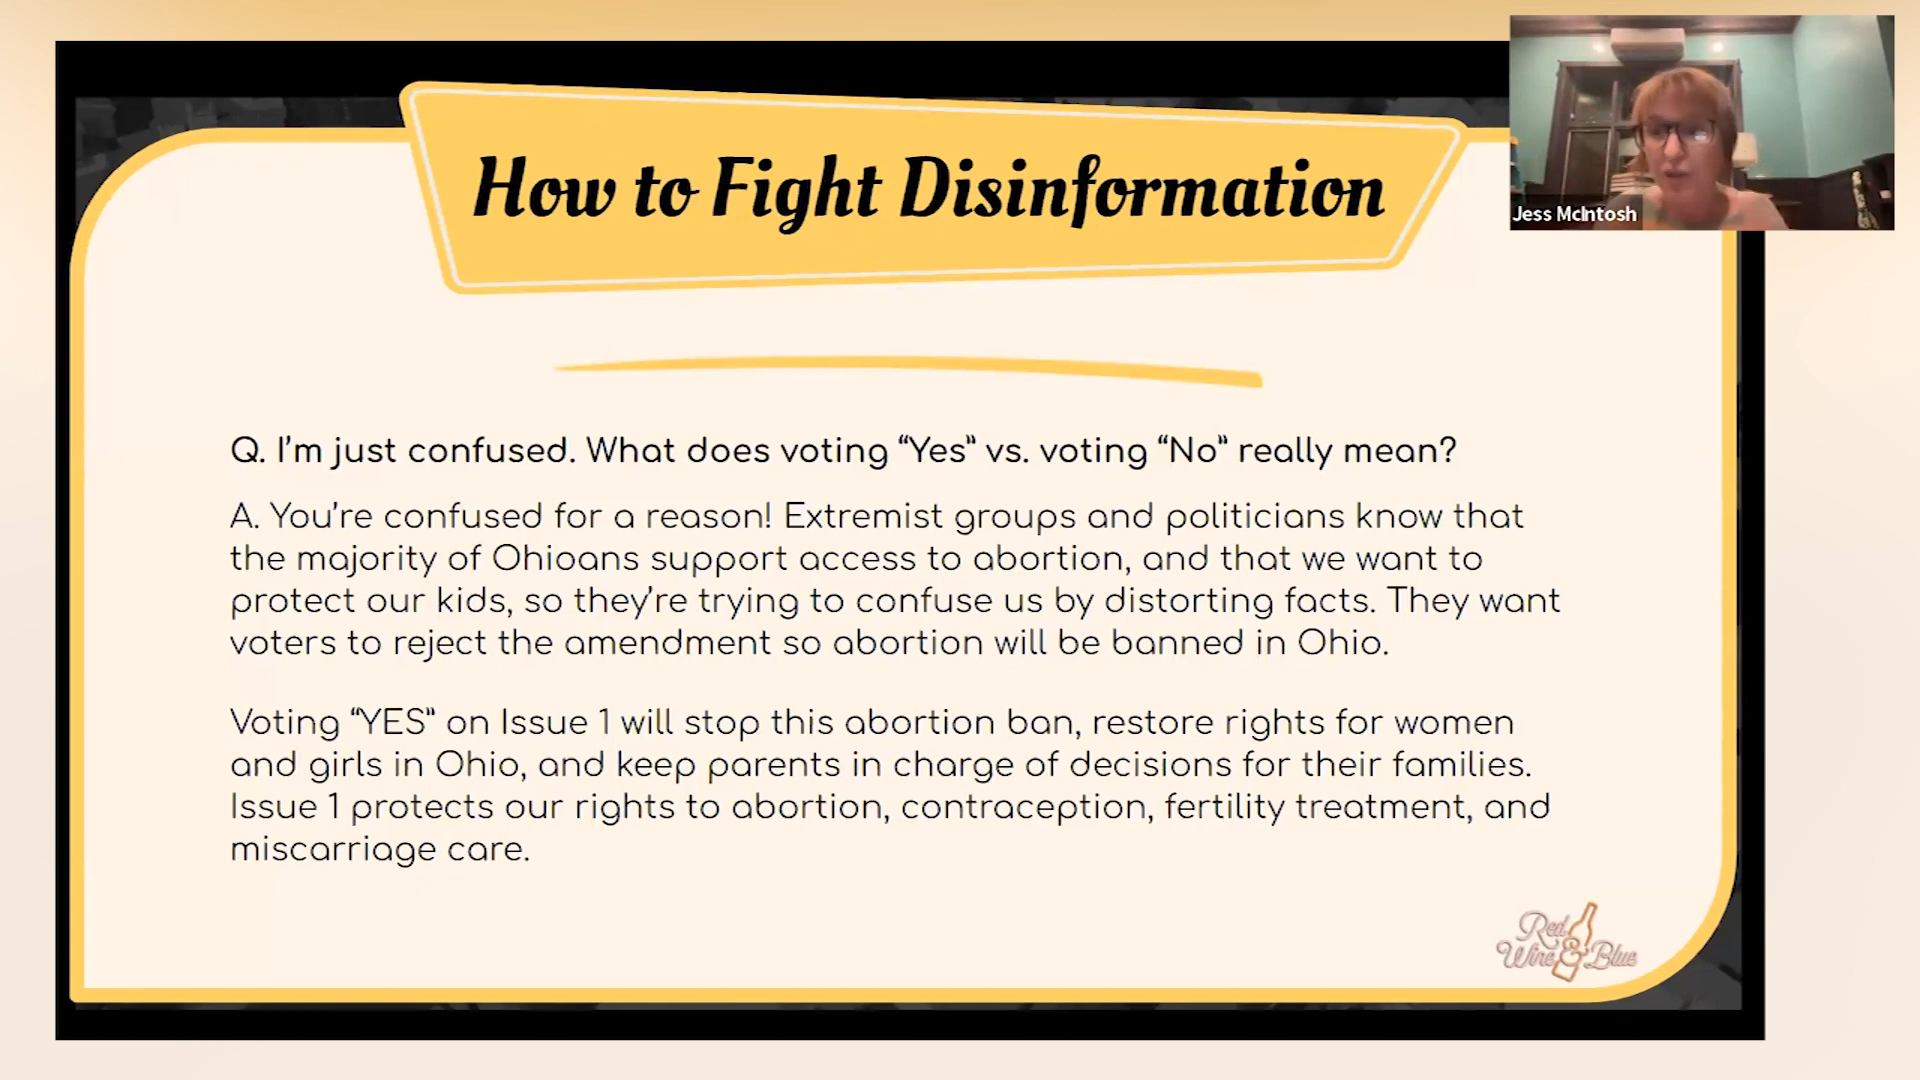 How to Fight Disinformation
Jess McIntosh
Q. I'm just confused. What does voting “Yes” vs. voting “No” really mean?
A. You're confused for a reason! Extremist groups and politicians know that
the majority of Ohioans support access to abortion, and that we want to
protect our kids, so they're trying to confuse us by distorting facts. They want
voters to reject the amendment so abortion will be banned in Ohio.
Voting “YES” on Issue 1 will stop this abortion ban, restore rights for women
and girls in Ohio, and keep parents in charge of decisions for their families.
Issue 1 protects our rights to abortion, contraception, fertility treatment, and
miscarriage care.
Red
Wine & Blue